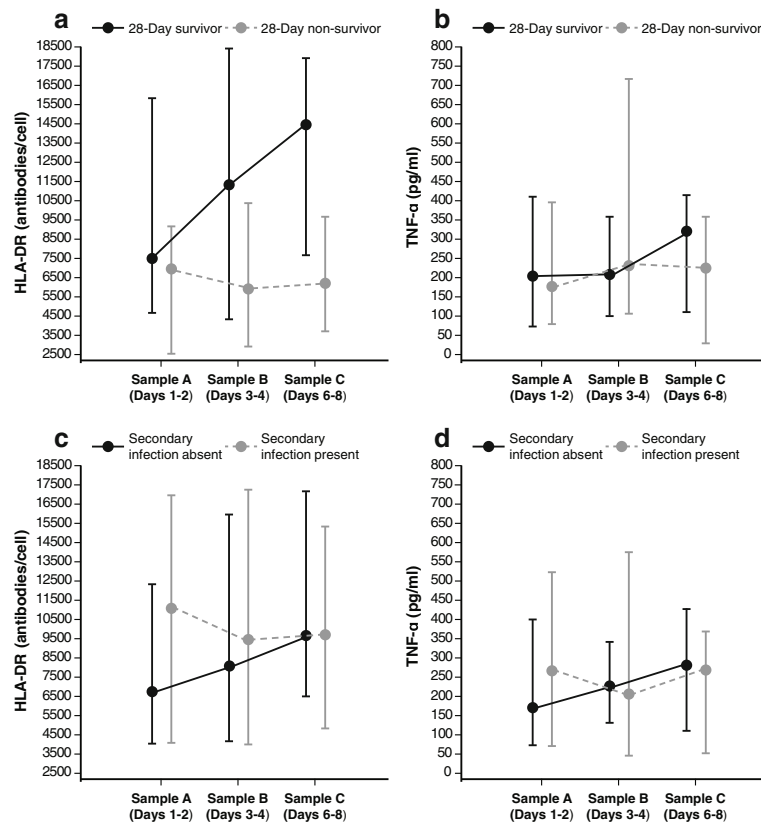 a
28-Day survivor
28-Day non-survivor
18500
17500
16500
15500
14500
13500
12500
11500
10500
9500
8500
7500
6500
5500
4500
3500
2500
HLA-DR (antibodies/cell)
Sample A
(Days 1-2)
Sample B
(Days 3-4)
Sample C
(Days 6-8)
b
28-Day survivor
28-Day non-survivor
800
750
600
650
600
550
400
450
300
350
200
250
200
150
100
50
0
TNF-α (pg/ml)
Sample A
(Days 1-2)
Sample B
(Days 3-4)
Sample C
(Days 6-8)
c
Secondary
infection absent
Secondary
infection present
18500
17500
16500
15500
14500
13500
12500
11500
10500
9500
8500
7500
6500
5500
4500
3500
2500
HLA-DR (antibodies/cell)
Sample A
(Days 1-2)
Sample B
(Days 3-4)
Sample C
(Days 6-8)
d
Secondary
infection absent
Secondary
infection present
800
750
600
650
600
550
400
450
300
350
200
250
200
150
100
50
0
TNF-α (pg/ml)
Sample A
(Days 1-2)
Sample B
(Days 3-4)
Sample C
(Days 6-8)